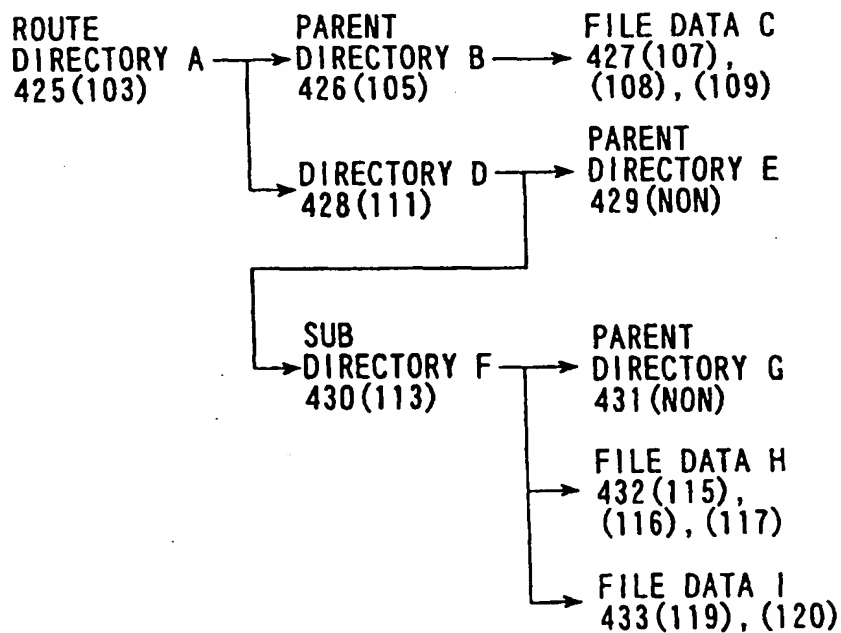 ROUTE
DIRECTORY A
425(103)
PARENT
DIRECTORY B
426(105)
FILE DATA C
427(107),
(108),(109)
DIRECTORY D
428(111)
PARENT
DIRECTORY E
429(NON)
SUB
DIRECTORY F
430(113)
PARENT
DIRECTORY G
431(NON)
FILE DATA H
432(115),
(116),(117)
FILE DATA I
433(119),(120)